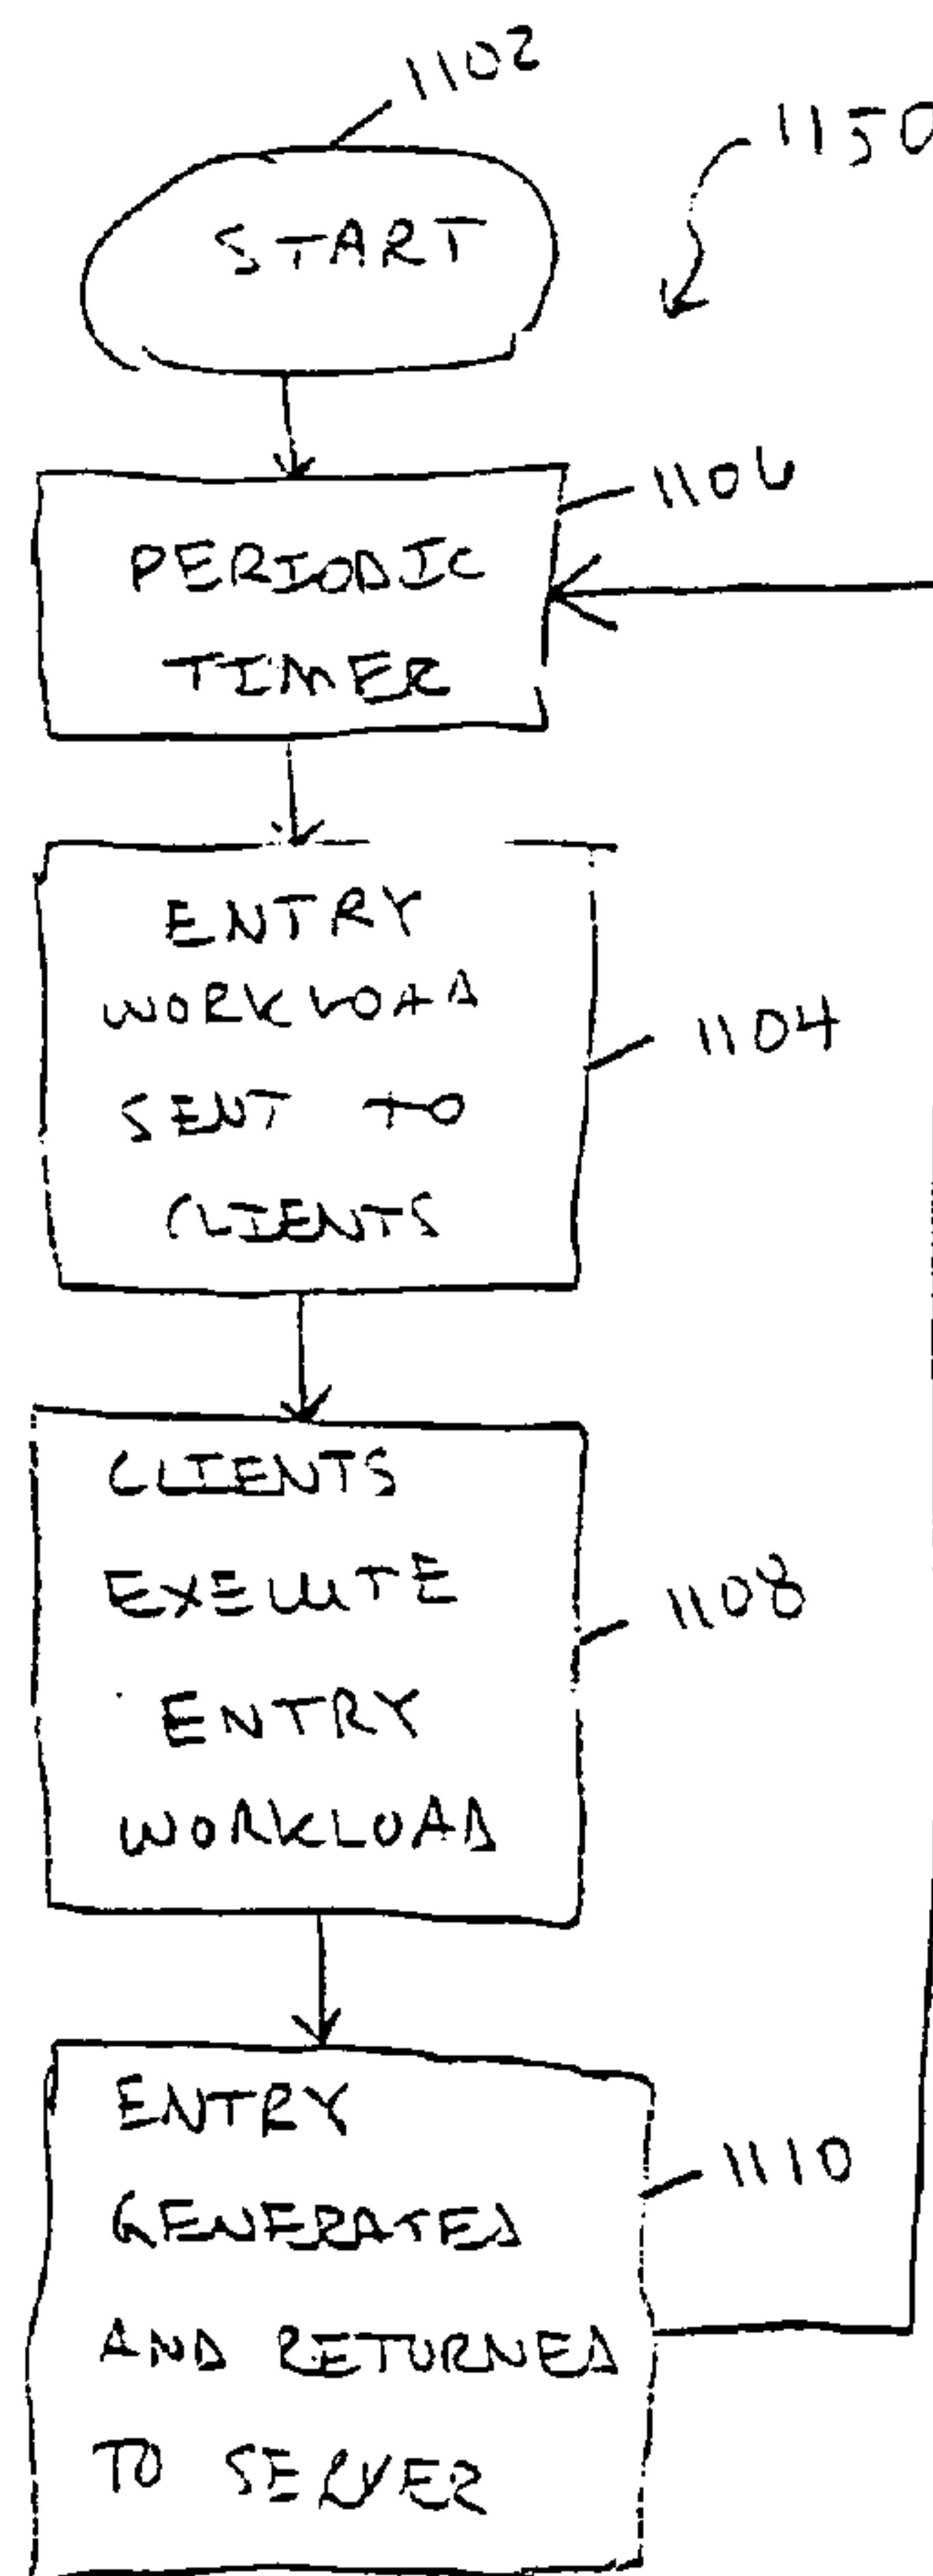 1102
1150
START
1106
PERIODIC
TIMER
ENTRY
WORKLOAD
SENT TO
CLIENTS
1104
CLIENTS
EXECUTE
ENTRY
WORKLOAD
1108
ENTRY
GENERATED
AND RETURNED
TO SERVER
1110